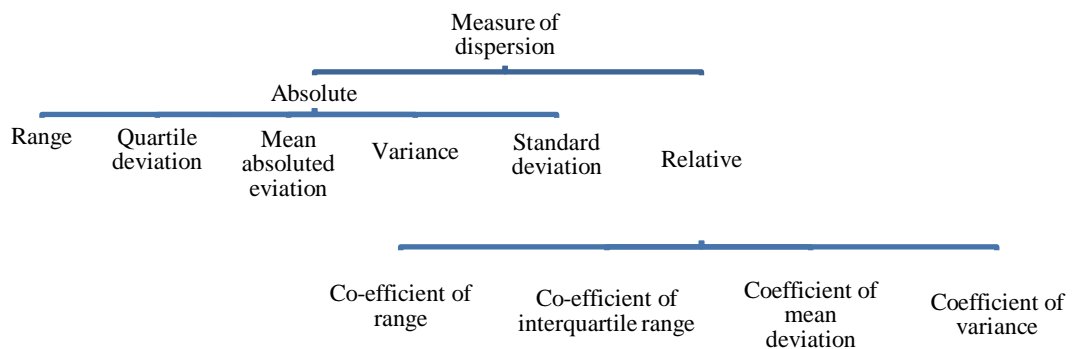 Measure of
dispersion
Absolute
Range
Quartile
deviation
Mean
absoluted
eviation
Variance
Standard
deviation
Relative
Co-efficient of
range
Co-efficient of
interquartile range
Coefficient of
mean
deviation
Coefficient of
variance